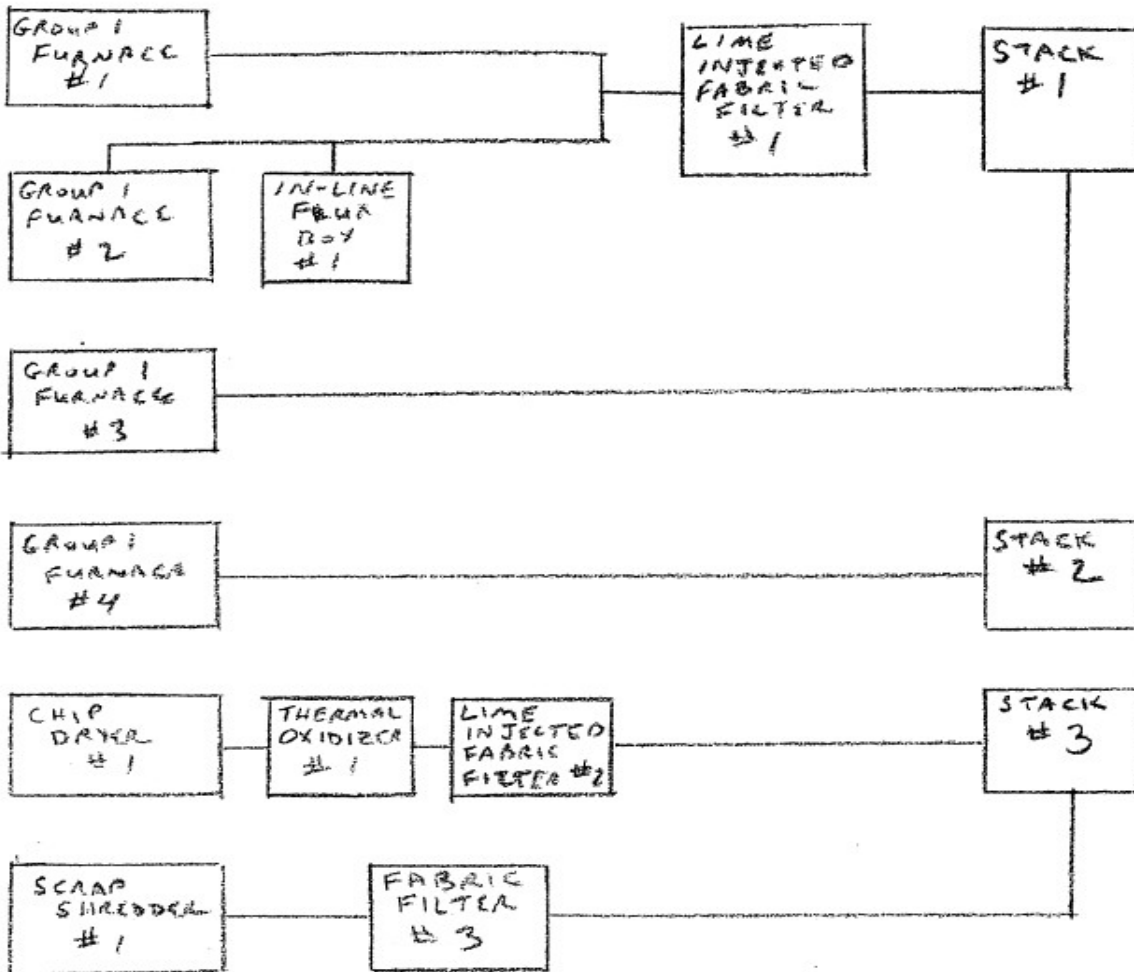 GROUP 1
FURNACE
#1
LIME
INJECTED
FABRIC
FILTER
#1
STACK
#1
GROUP 1
FURNACE
#2
IN-LINE
FLUX
BOX
#1
GROUP 1
FURNACE
#3
GROUP 1
FURNACE
#4
STACK
#2
CHIP
DRYER
#1
THERMAL
OXIDIZER
#1
LIME
INJECTED
FABRIC
FILTER #2
STACK
#3
SCRAP
SHREDDER
#1
FABRIC
FILTER
#3